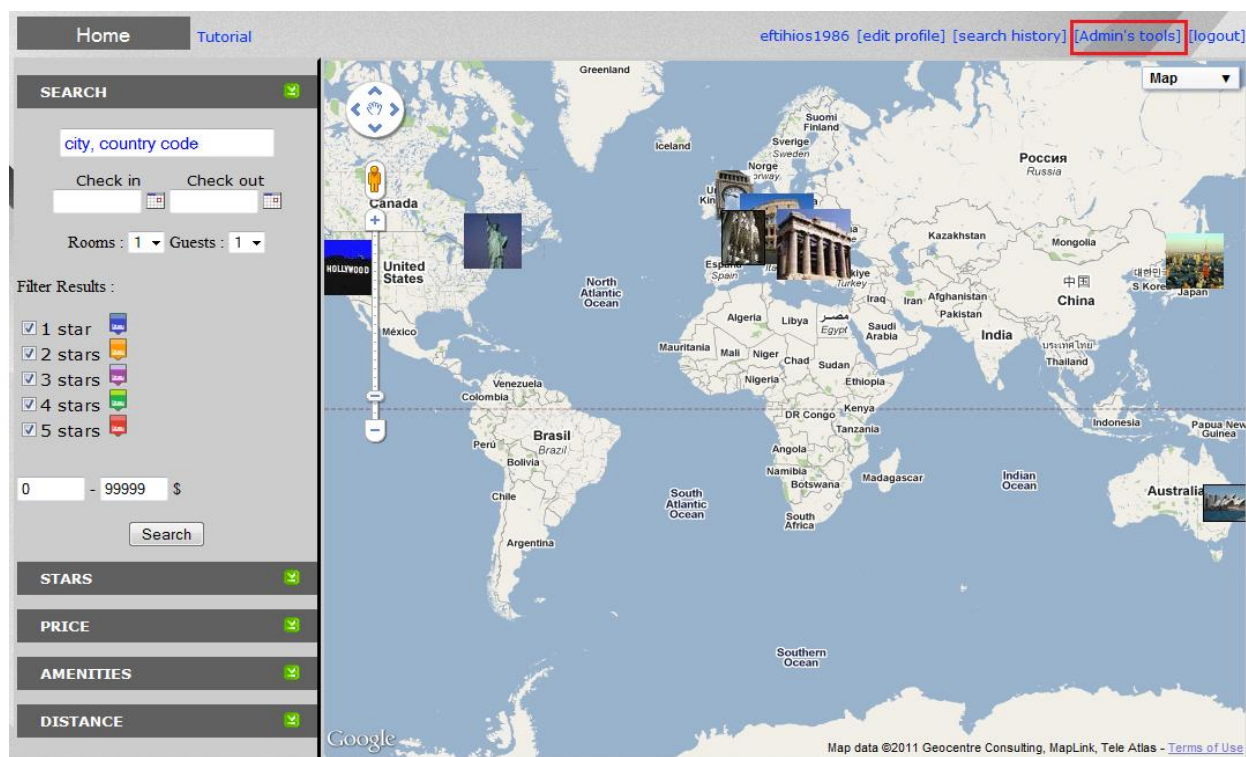 Home
Tutorial
eftihios1986 [edit profile] [search history] [Admin's tools] [logout]
SEARCH
city, country code
Check in Check out
Rooms : 1 Guests : 1
Filter Results :
1 star
2 stars
3 stars
4 stars
5 stars
0 - 99999 $
Search
STARS
PRICE
AMENITIES
DISTANCE
Map
Greenland
Iceland
Suomi
Finland
Sverige
Sweden
Norge
Россия
Russia
Canada
HOLLYWOOD
United
States
North
Atlantic
Ocean
Spain
Turkey
Kazakhstan
Mongolia
中国
China
S Kore
Japan
México
Algeria
Libya
مصر
Egypt
Iraq
Iran
Afghanistan
Pakistan
Saudi
Arabia
India
Thailand
Mauritania
Mali
Niger
Chad
Sudan
Nigeria
Ethiopia
Venezuela
Colombia
DR Congo
Kenya
Tanzania
Indonesia
Papua New
Guinea
Perú
Brasil
Brazil
Bolivia
Angola
Namibia
Botswana
Madagascar
Indian
Ocean
Australia
Chile
South
Atlantic
Ocean
South
Africa
Argentina
Southern
Ocean
Google
Map data ©2011 Geocentre Consulting, MapLink, Tele Atlas - Terms of Use